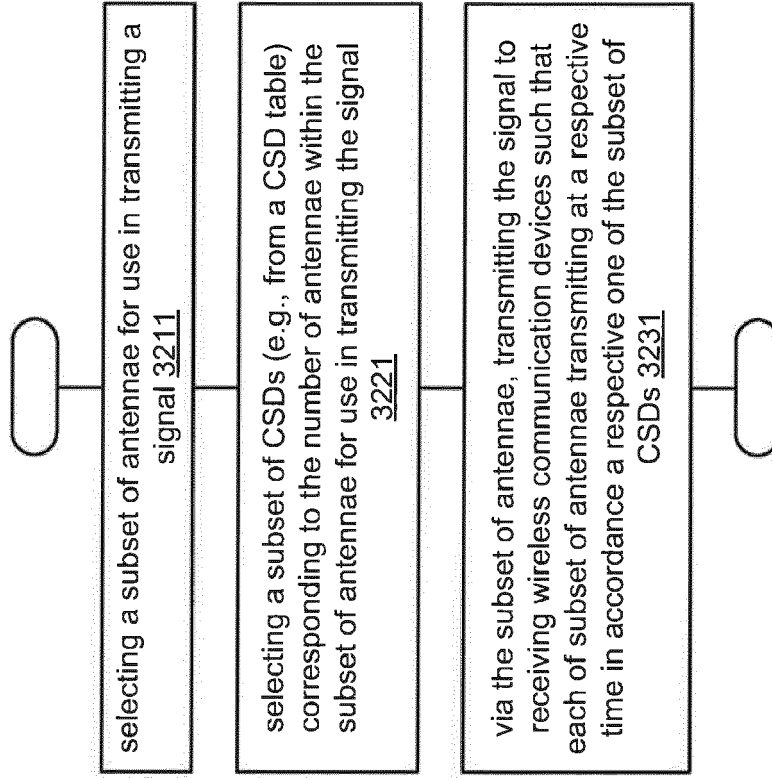 selecting a subset of antennae for use in transmitting a
signal 3211
selecting a subset of CSDs (e.g., from a CSD table)
corresponding to the number of antennae within the
subset of antennae for use in transmitting the signal
3221
via the subset of antennae, transmitting the signal to
receiving wireless communication devices such that
each of subset of antennae transmitting at a respective
time in accordance a respective one of the subset of
CSDs 3231